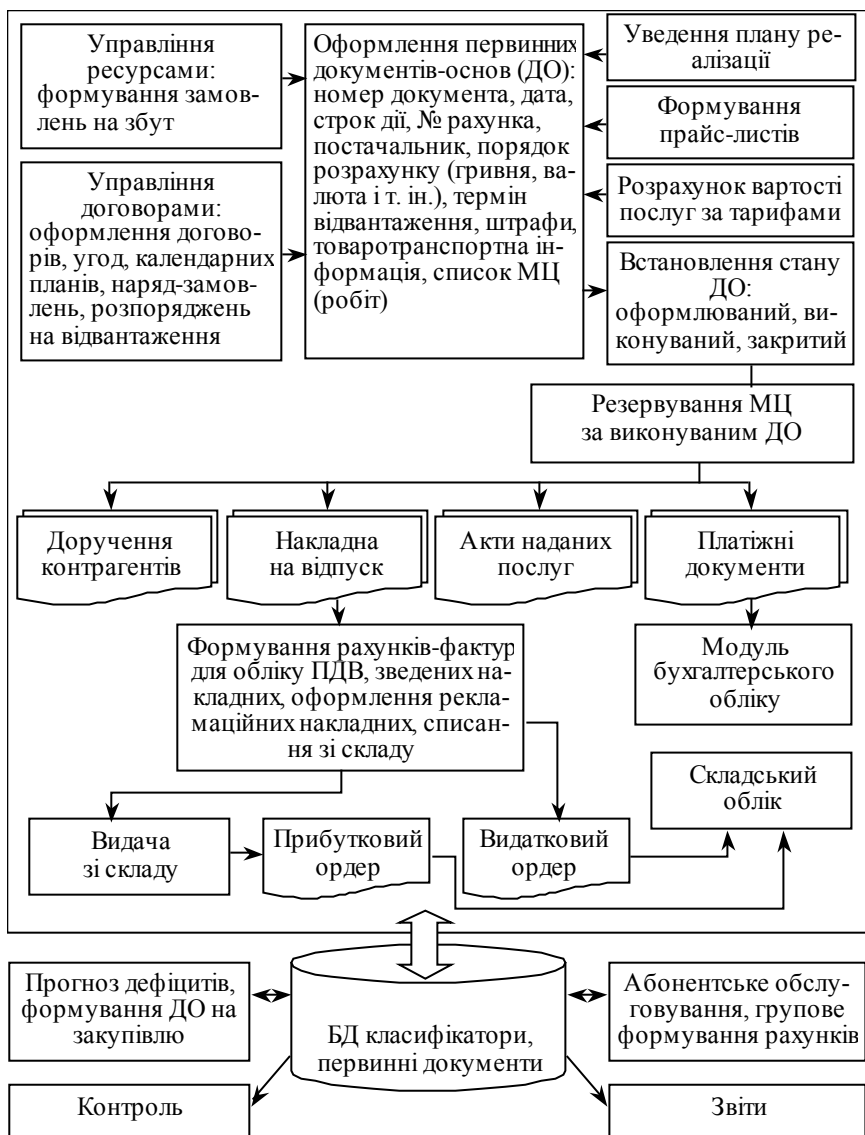 Управління
ресурсами:
формування замов-
лень на збут
Управління
договорами:
оформлення догово-
рів, угод, календарних
планів, наряд-замов-
лень, розпоряджень
на відвантаження
Оформлення первинних
документів-основ (ДО):
номер документа, дата,
строк дії, № рахунка,
постачальник, порядок
розрахунку (гривня, ва-
люта і т. ін.), термін
відвантаження, штрафи,
товаротранспортна ін-
формація, список МЦ
(робіт)
Уведення плану ре-
алізації
Формування
прайс-листів
Розрахунок вартості
послуг за тарифами
Встановлення стану
ДО:
оформлюваний, ви-
конуваний, закритий
Резервування МЦ
за виконуваним ДО
Доручення
контрагентів
Накладна
на відпуск
Акти наданих
послуг
Платіжні
документи
Формування рахунків-фактур
для обліку ПДВ, зведених на-
кладних, оформлення рекла-
маційних накладних, списан-
ня зі складу
Модуль
бухгалтерського
обліку
Складський
облік
Видача
зі складу
Прибутковий
ордер
Видатковий
ордер
Прогноз дефіцитів,
формування ДО на
закупівлю
БД класифікатори,
первинні документи
Абонентське обслу-
говування, групове
формування рахунків
Контроль
Звіти